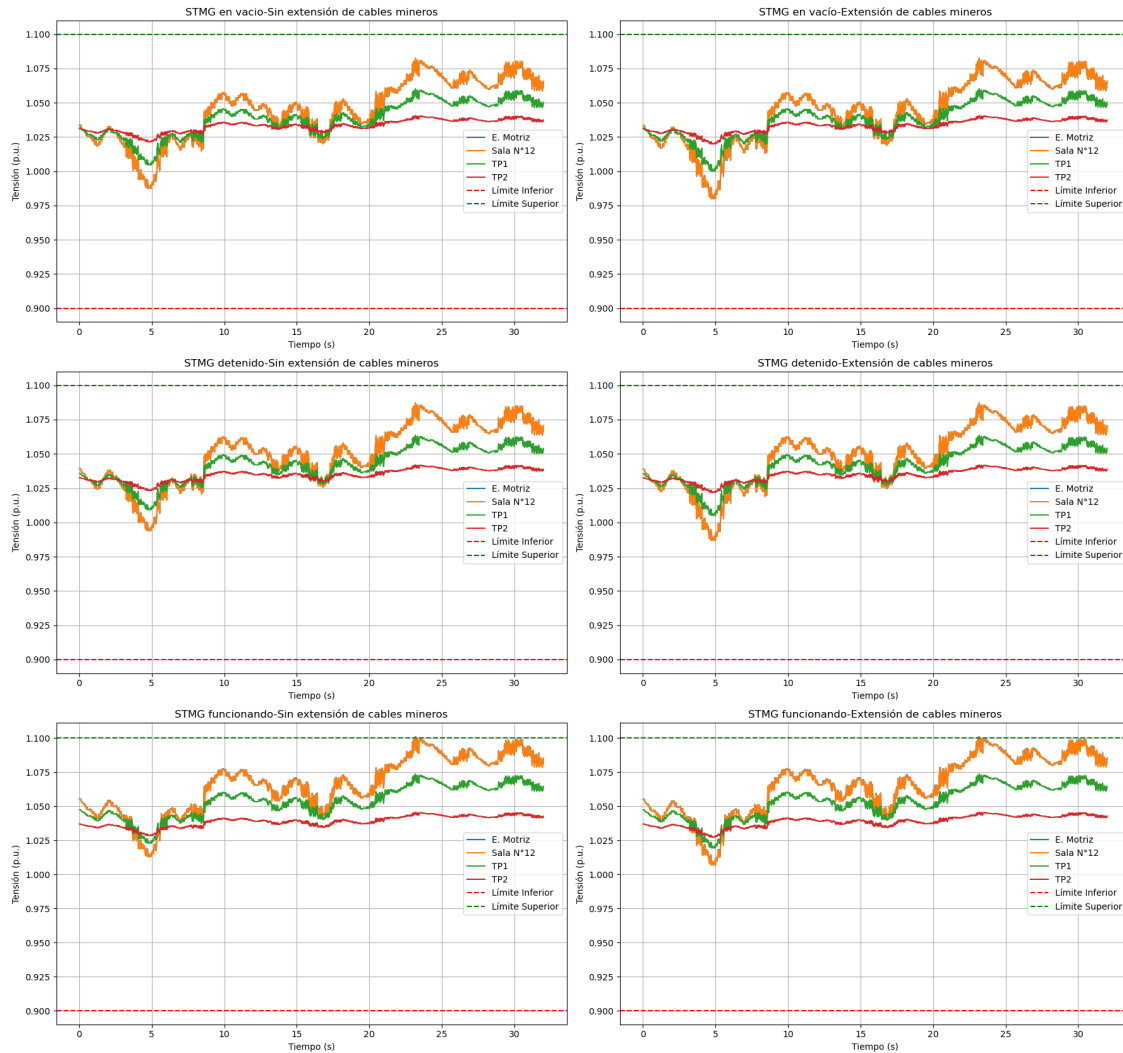 STMG en vacio-Sin extensión de cables mineros
Tensión (p.u.)
1.100
1.075
1.050
1.025
1.000
0.975
0.950
0.925
0.900
E. Motriz
Sala N°12
TP1
TP2
Límite Inferior
Límite Superior
0 5 10 15 20 25 30
Tiempo (s)
STMG en vacío-Extensión de cables mineros
Tensión (p.u.)
1.100
1.075
1.050
1.025
1.000
0.975
0.950
0.925
0.900
E. Motriz
Sala N°12
TP1
TP2
Límite Inferior
Límite Superior
0 5 10 15 20 25 30
Tiempo (s)
STMG detenido-Sin extensión de cables mineros
Tensión (p.u.)
1.100
1.075
1.050
1.025
1.000
0.975
0.950
0.925
0.900
E. Motriz
Sala N°12
TP1
TP2
Límite Inferior
Límite Superior
0 5 10 15 20 25 30
Tiempo (s)
STMG detenido-Extensión de cables mineros
Tensión (p.u.)
1.100
1.075
1.050
1.025
1.000
0.975
0.950
0.925
0.900
E. Motriz
Sala N°12
TP1
TP2
Límite Inferior
Límite Superior
0 5 10 15 20 25 30
Tiempo (s)
STMG funcionando-Sin extensión de cables mineros
Tensión (p.u.)
1.100
1.075
1.050
1.025
1.000
0.975
0.950
0.925
0.900
E. Motriz
Sala N°12
TP1
TP2
Límite Inferior
Límite Superior
0 5 10 15 20 25 30
Tiempo (s)
STMG funcionando-Extensión de cables mineros
Tensión (p.u.)
1.100
1.075
1.050
1.025
1.000
0.975
0.950
0.925
0.900
E. Motriz
Sala N°12
TP1
TP2
Límite Inferior
Límite Superior
0 5 10 15 20 25 30
Tiempo (s)